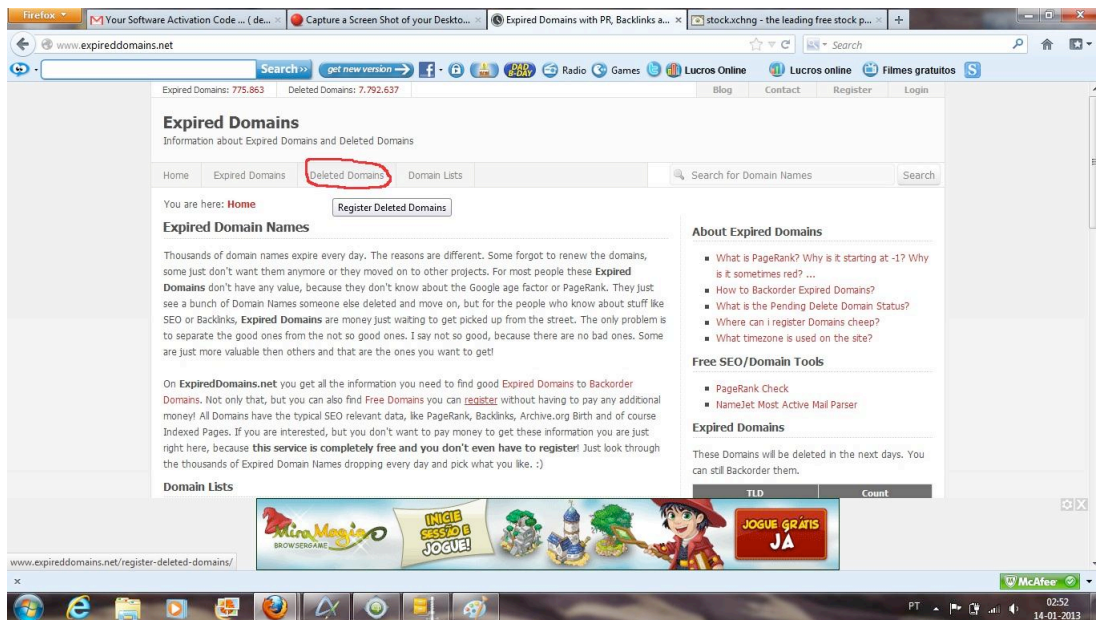 Firefox
Your Software Activation Code ... ( de...
Capture a Screen Shot of your Deskto...
Expired Domains with PR, Backlinks a...
stock.xchng - the leading free stock p...
www.expireddomains.net
Search
Search >>
get new version
DAD B-DAY
Radio
Games
Lucros Online
Lucros online
Filmes gratuitos
S
Expired Domains: 775.863 Deleted Domains: 7.792.637
Blog Contact Register Login
Expired Domains
Information about Expired Domains and Deleted Domains
Home Expired Domains Deleted Domains Domain Lists
Search for Domain Names Search
You are here: Home
Register Deleted Domains
Expired Domain Names
Thousands of domain names expire every day. The reasons are different. Some forgot to renew the domains,
some just don't want them anymore or they moved on to other projects. For most people these Expired
Domains don't have any value, because they don't know about the Google age factor or PageRank. They just
see a bunch of Domain Names someone else deleted and move on, but for the people who know about stuff like
SEO or Backlinks, Expired Domains are money just waiting to get picked up from the street. The only problem is
to separate the good ones from the not so good ones. I say not so good, because there are no bad ones. Some
are just more valuable then others and that are the ones you want to get!
On ExpiredDomains.net you get all the information you need to find good Expired Domains to Backorder
Domains. Not only that, but you can also find Free Domains you can register without having to pay any additional
money! All Domains have the typical SEO relevant data, like PageRank, Backlinks, Archive.org Birth and of course
Indexed Pages. If you are interested, but you don't want to pay money to get these information you are just
right here, because this service is completely free and you don't even have to register! Just look through
the thousands of Expired Domain Names dropping every day and pick what you like. :)
Domain Lists
About Expired Domains
What is PageRank? Why is it starting at -1? Why
is it sometimes red? ...
How to Backorder Expired Domains?
What is the Pending Delete Domain Status?
Where can i register Domains cheep?
What timezone is used on the site?
Free SEO/Domain Tools
PageRank Check
NameJet Most Active Mail Parser
Expired Domains
These Domains will be deleted in the next days. You
can still Backorder them.
TLD Count
MiraMagia
BROWSERGAME
INICIE
SESSÃO E
JOGUE!
JOGUE GRÁTIS
JÁ
www.expireddomains.net/register-deleted-domains/
McAfee
PT
02:52
14-01-2013